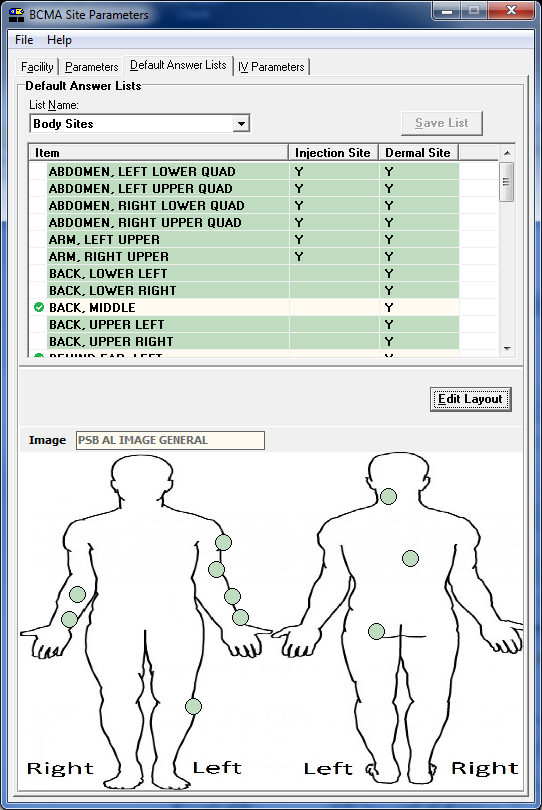 BCMA Site Parameters
File Help
Facility Parameters Default Answer Lists IV Parameters
Default Answer Lists
List Name:
Body Sites
Save List
Item Injection Site Dermal Site
ABDOMEN, LEFT LOWER QUAD Y Y
ABDOMEN, LEFT UPPER QUAD Y Y
ABDOMEN, RIGHT LOWER QUAD Y Y
ABDOMEN, RIGHT UPPER QUAD Y Y
ARM, LEFT UPPER Y Y
ARM, RIGHT UPPER Y Y
BACK, LOWER LEFT Y
BACK, LOWER RIGHT Y
BACK, MIDDLE Y
BACK, UPPER LEFT Y
BACK, UPPER RIGHT Y
BEHIND EAR, LEFT Y
Edit Layout
Image PSB AL IMAGE GENERAL
Right Left Left Right